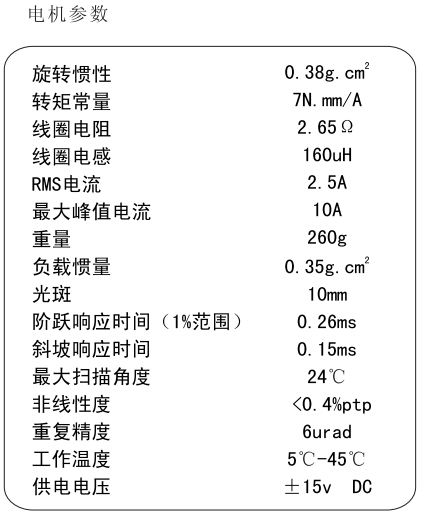 电机参数
旋转惯性 0.38g.cm²
转矩常量 7N.mm/A
线圈电阻 2.65Ω
线圈电感 160uH
RMS电流 2.5A
最大峰值电流 10A
重量 260g
负载惯量 0.35g.cm²
光斑 10mm
阶跃响应时间（1%范围） 0.26ms
斜坡响应时间 0.15ms
最大扫描角度 24℃
非线性度 <0.4%ptp
重复精度 6urad
工作温度 5℃-45℃
供电电压 ±15v DC